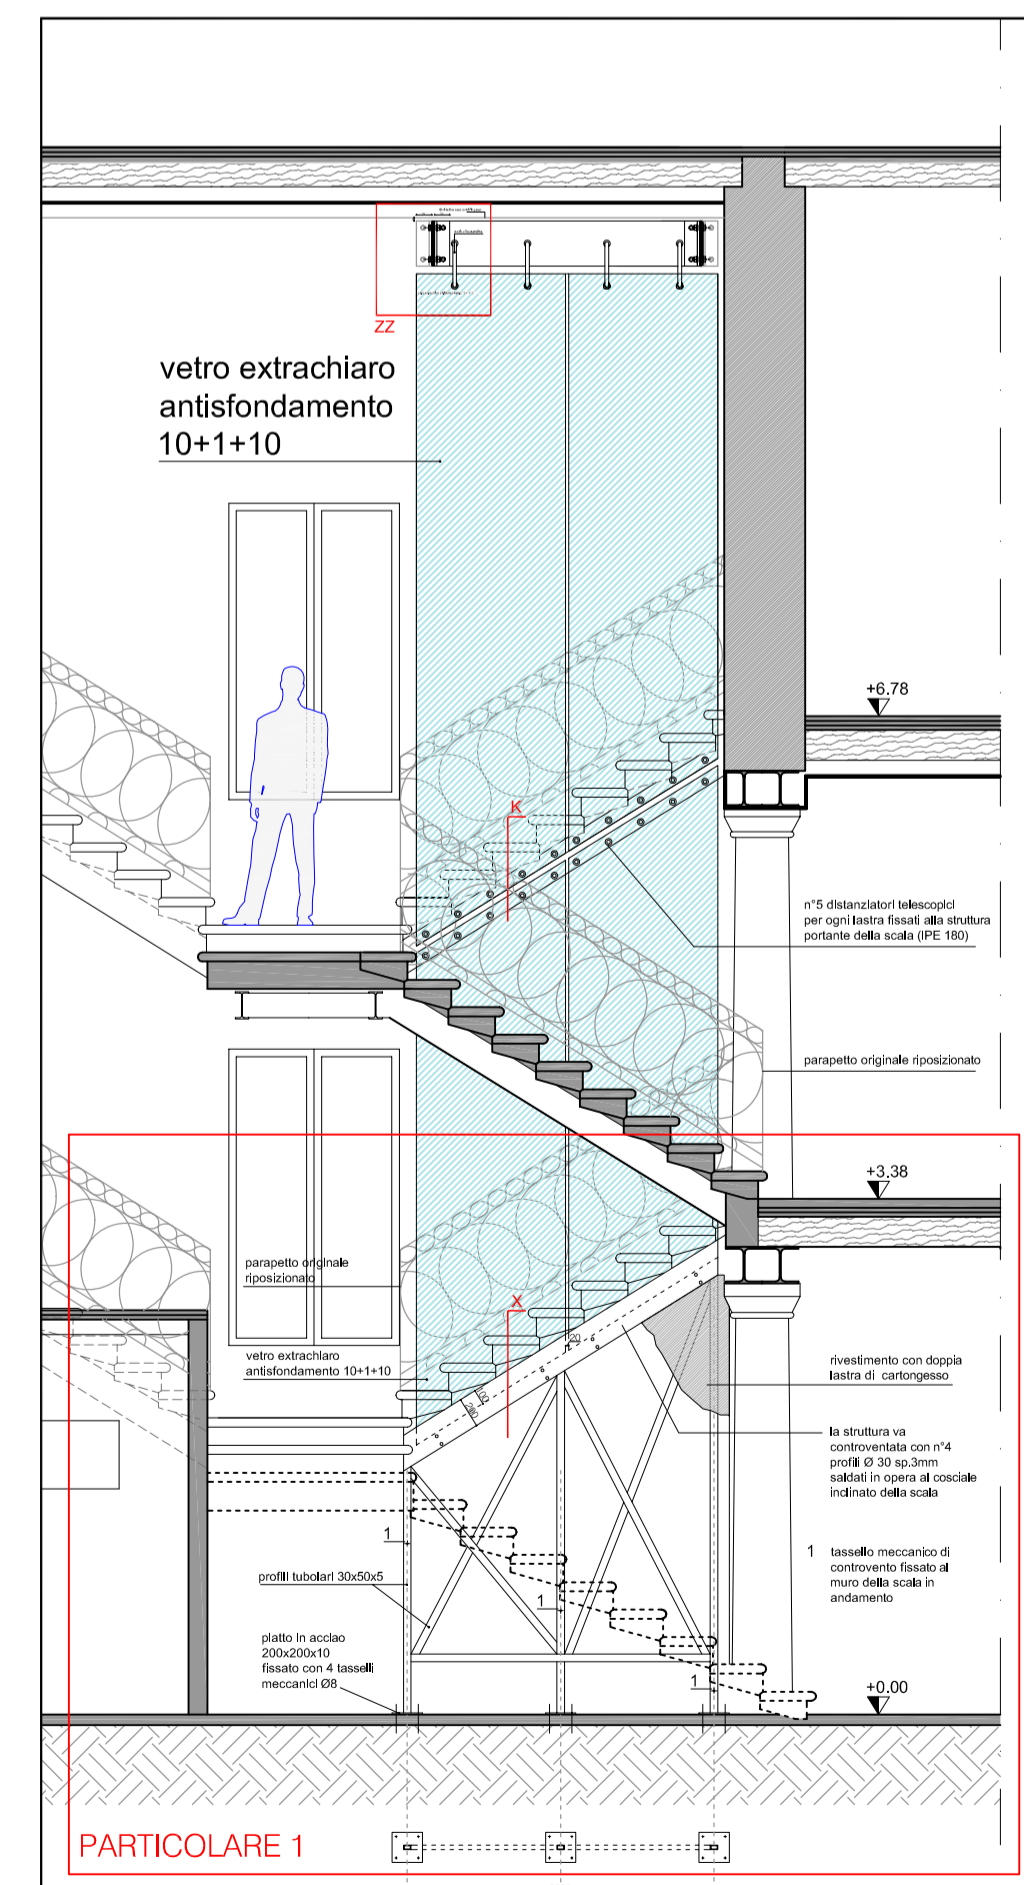 ZZ
vetro extrachiaro
antisfondamento
10+1+10
+6.78
K
n°5 distanziatori telescopici
per ogni lastra fissati alla struttura
portante della scala (IPE 180)
parapetto originale riposizionato
+3.38
parapetto originale
riposizionato
X
vetro extrachiaro
antisfondamento 10+1+10
20
100
200
rivestimento con doppia
lastra di cartongesso
la struttura va
controventata con n°4
profili Ø 30 sp.3mm
saldati in opera al cosciale
inclinato della scala
1
1 tassello meccanico di
controvento fissato al
muro della scala in
andamento
profili tubolari 30x50x5
1
platto in acciao
200x200x10
fissato con 4 tasselli
meccanici Ø8
1
+0.00
PARTICOLARE 1